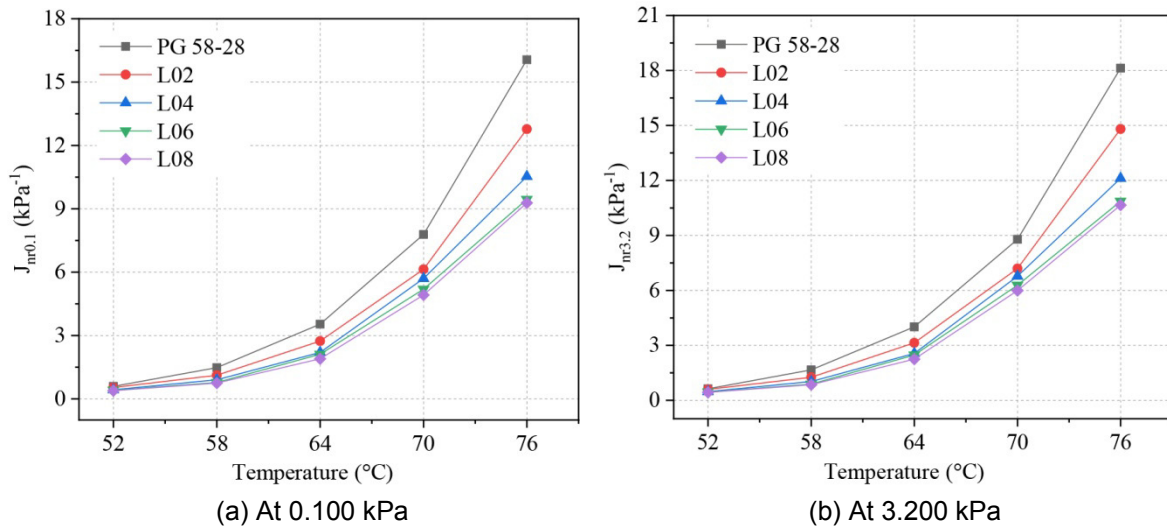 18
15
12
9
6
3
0
J_nr0.1 (kPa⁻¹)
PG 58-28
L02
L04
L06
L08
52 58 64 70 76
Temperature (°C)
(a) At 0.100 kPa
21
18
15
12
9
6
3
0
J_nr3.2 (kPa⁻¹)
PG 58-28
L02
L04
L06
L08
52 58 64 70 76
Temperature (°C)
(b) At 3.200 kPa